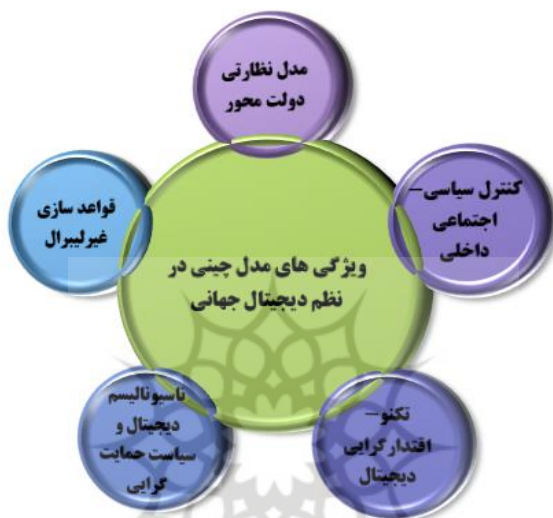 مدل نظارتی
دولت محور
کنترل سیاسی–
اجتماعی
داخلی
تکنو–
اقتدارگرایی
دیجیتال
ناسیونالیسم
دیجیتال و
سیاست حمایت
گرایی
قواعد سازی
غیرلیبرال
ویژگی های مدل چینی در
نظم دیجیتال جهانی